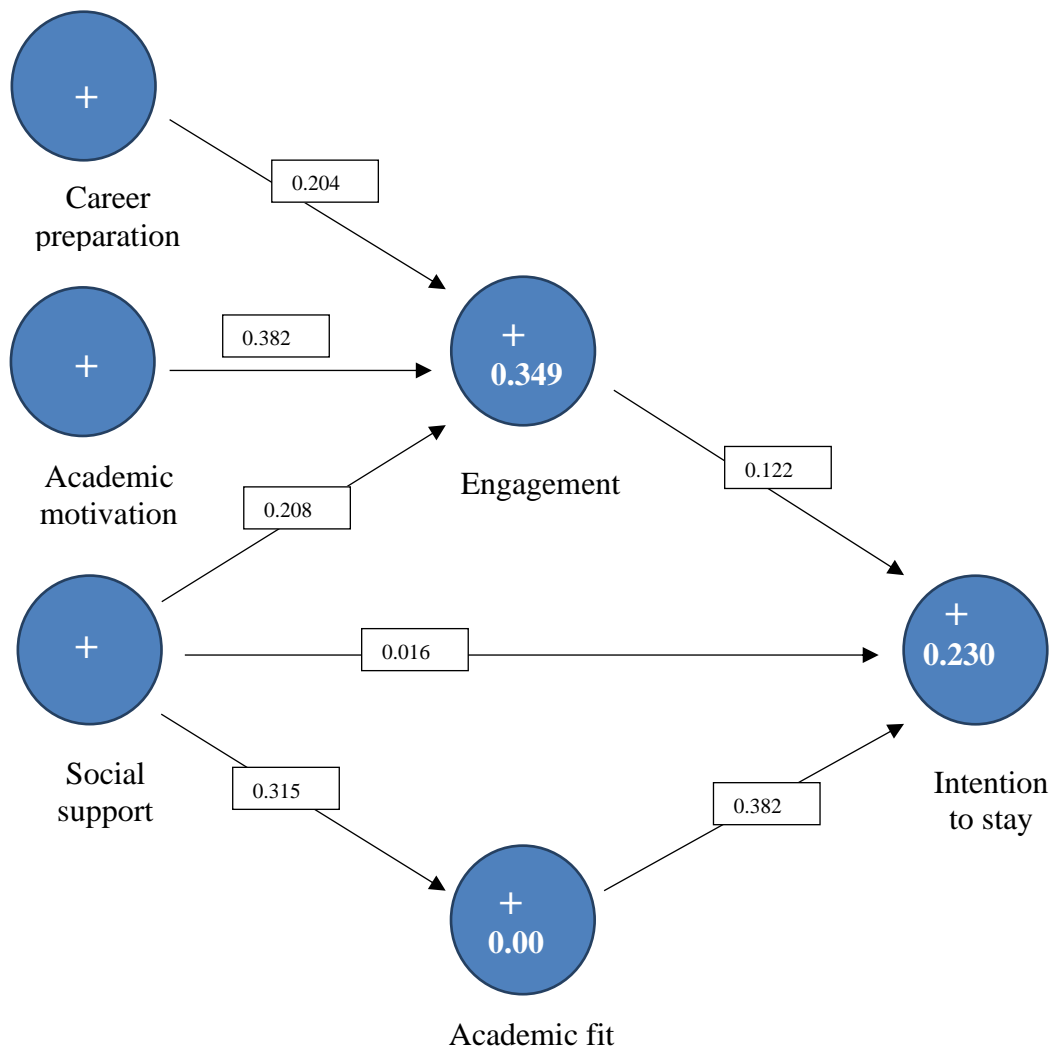 +
0.204
Career
preparation
+
0.349
0.382
+
Academic
motivation
Engagement
0.122
0.208
+
0.230
+
0.016
Social
support
0.315
Intention
to stay
0.382
+
0.00
Academic fit